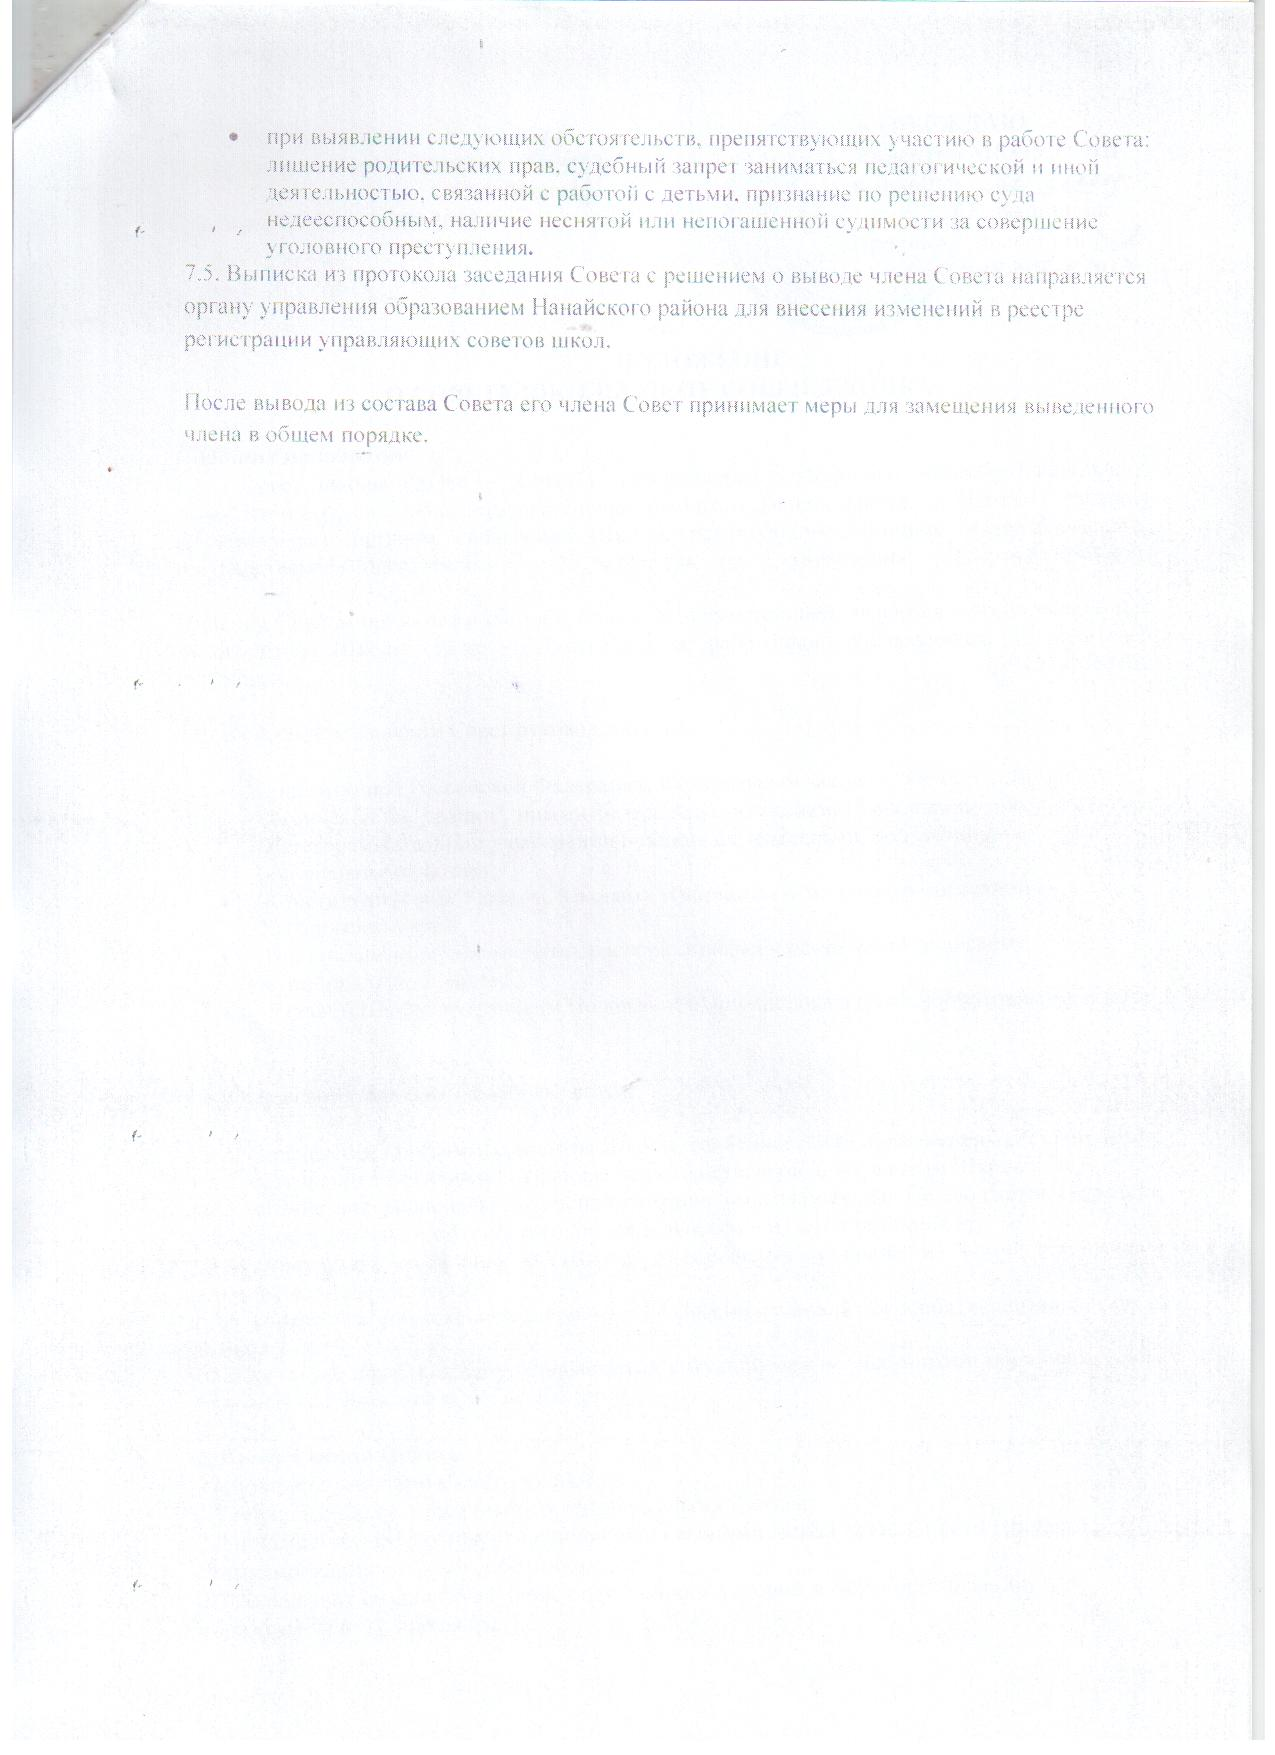 • при выявлении следующих обстоятельств, препятствующих участию в работе Совета:
лишение родительских прав, судебный запрет заниматься педагогической и иной
деятельностью, связанной с работой с детьми, признание по решению суда
недееспособным, наличие неснятой или непогашенной судимости за совершение
уголовного преступления.
7.5. Выписка из протокола заседания Совета с решением о выводе члена Совета направляется
органу управления образованием Нанайского района для внесения изменений в реестре
регистрации управляющих советов школ.
После вывода из состава Совета его члена Совет принимает меры для замещения выведенного
члена в общем порядке.